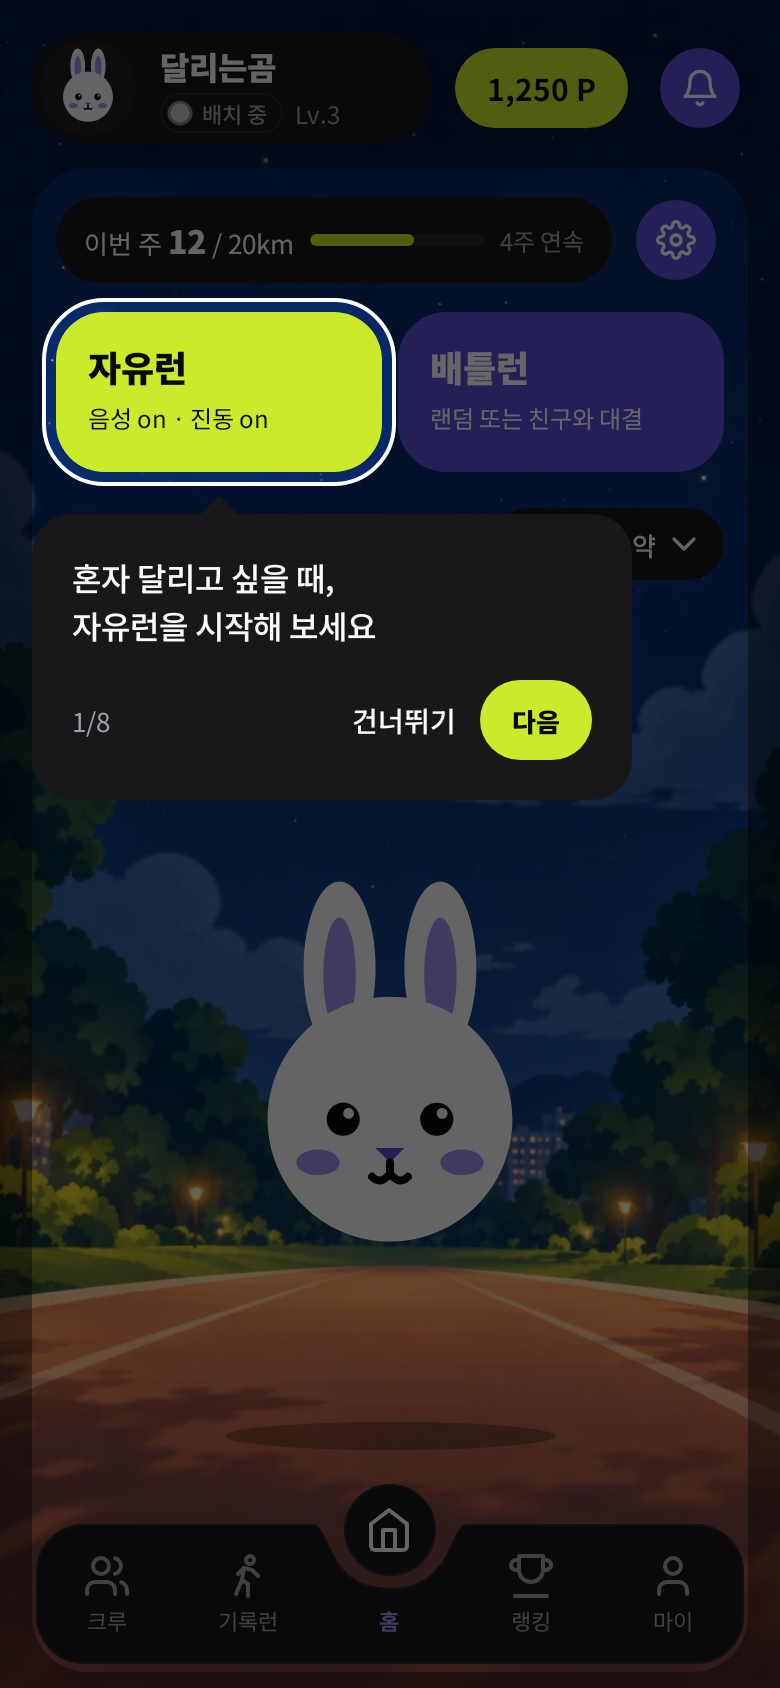 달리는곰
배치 중 Lv.3
1,250 P
이번 주 12 / 20km
4주 연속
자유런
음성 on · 진동 on
배틀런
랜덤 또는 친구와 대결
약
혼자 달리고 싶을 때,
자유런을 시작해 보세요
1/8
건너뛰기
다음
크루
기록런
홈
랭킹
마이